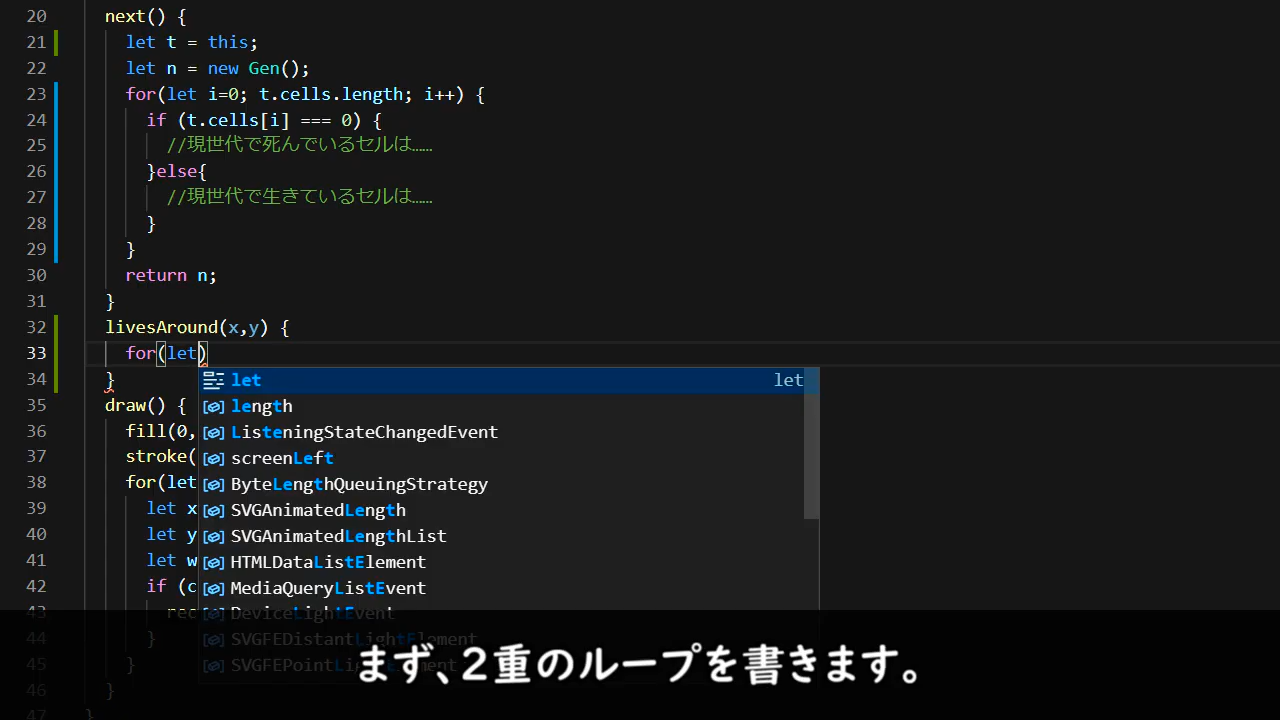 20 next() {
21 let t = this;
22 let n = new Gen();
23 for(let i=0; t.cells.length; i++) {
24 if (t.cells[i] === 0) {
25 //現世代で死んでいるセルは……
26 }else{
27 //現世代で生きているセルは……
28 }
29 }
30 return n;
31 }
32 livesAround(x,y) {
33 for(let)
let let
34 }
length
35 draw() {
ListeningStateChangedEvent
36 fill(0,
screenLeft
37 stroke(
ByteLengthQueuingStrategy
38 for(let
SVGAnimatedLength
39 let x
SVGAnimatedLengthList
40 let y
HTMLDataListElement
41 let w
MediaQueryListEvent
42 if (c
DeviceLightEvent
43 rec
SVGFEDistantLightElement
44 }
SVGFEPointLightElement
45 }
46 }
47 }
まず、２重のループを書きます。